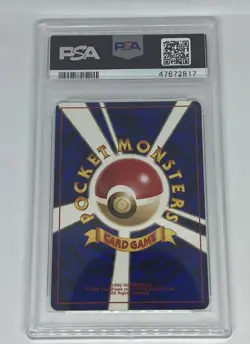 PSA
PSA
47672817
POCKET MONSTERS
CARD GAME